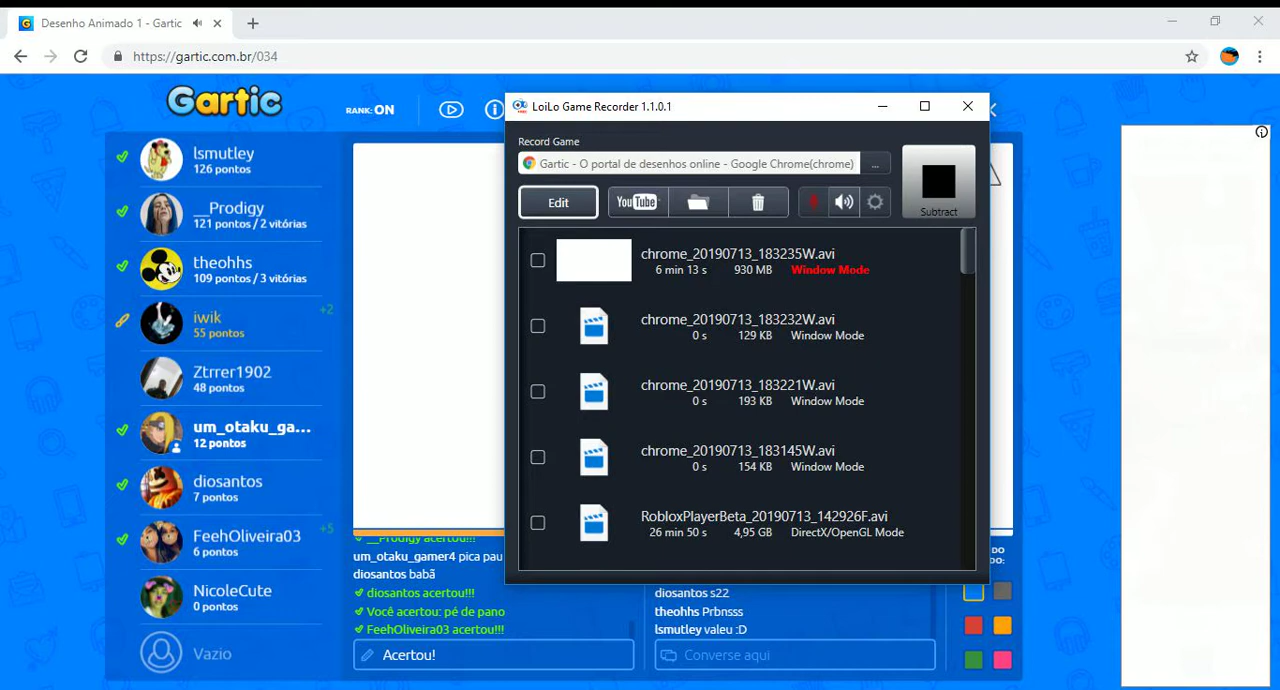 Desenho Animado 1 - Gartic
https://gartic.com.br/034
Gartic
RANK: ON
lsmutley
126 pontos
__Prodigy
121 pontos / 2 vitórias
theohhs
109 pontos / 3 vitórias
iwik
+2
55 pontos
Ztrrer1902
48 pontos
um_otaku_ga...
12 pontos
diosantos
7 pontos
FeehOliveira03
+5
6 pontos
NicoleCute
0 pontos
Vazio
LoiLo Game Recorder 1.1.0.1
Record Game
Gartic - O portal de desenhos online - Google Chrome(chrome)
...
Edit
YouTube
Subtract
chrome_20190713_183235W.avi
6 min 13 s 930 MB Window Mode
chrome_20190713_183232W.avi
0 s 129 KB Window Mode
chrome_20190713_183221W.avi
0 s 193 KB Window Mode
chrome_20190713_183145W.avi
0 s 154 KB Window Mode
RobloxPlayerBeta_20190713_142926F.avi
26 min 50 s 4,95 GB DirectX/OpenGL Mode
__Prodigy acertou!!!
um_otaku_gamer4 pica pau
diosantos babã
diosantos acertou!!!
Você acertou: pé de pano
FeehOliveira03 acertou!!!
Acertou!
diosantos s22
theohhs Prbnsss
lsmutley valeu :D
Converse aqui
DO
DO: